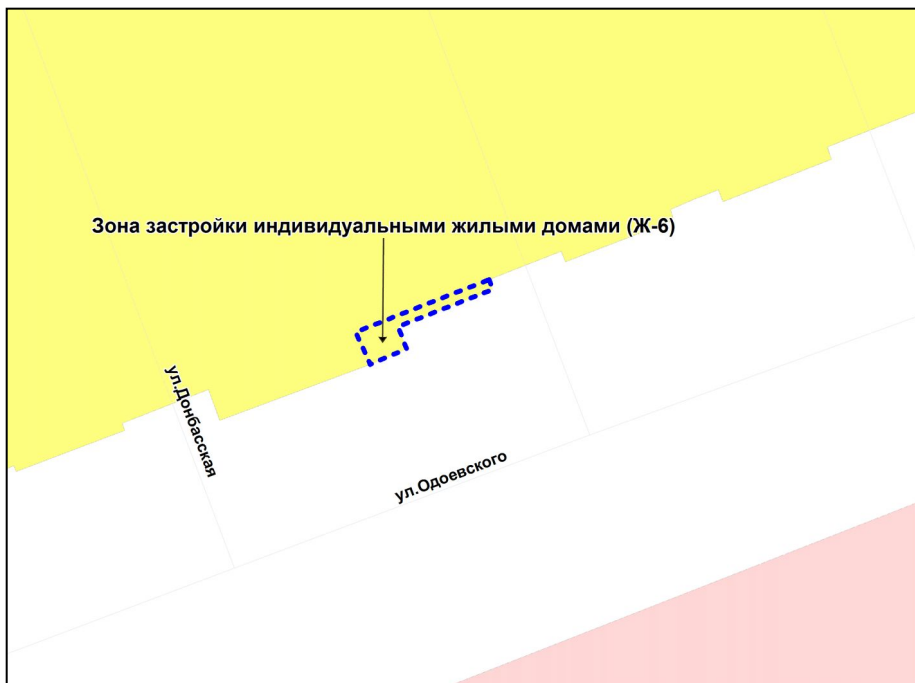 Зона застройки индивидуальными жилыми домами (Ж-6)
ул.Донбасская
ул.Одоевского